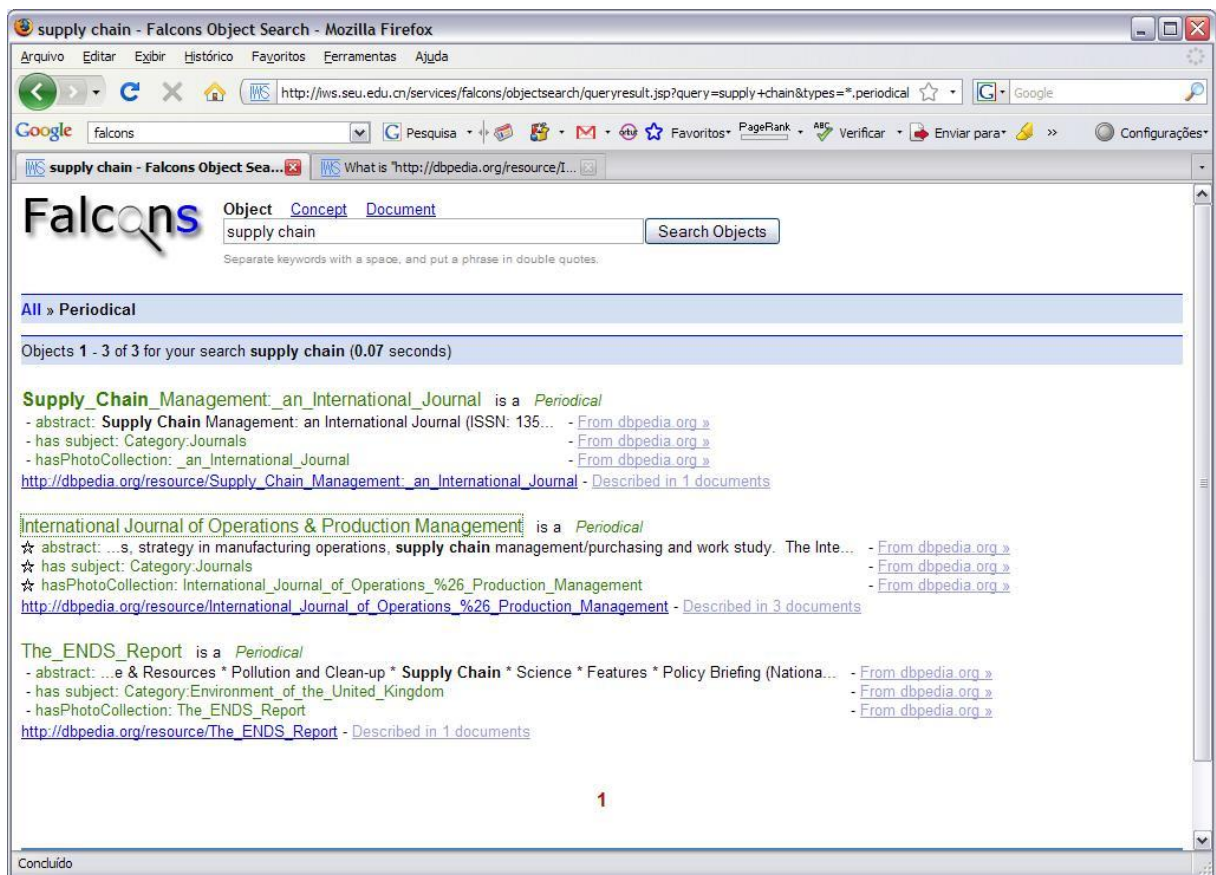 supply chain - Falcons Object Search - Mozilla Firefox
Arquivo Editar Exibir Histórico Favoritos Ferramentas Ajuda
IWS http://iws.seu.edu.cn/services/falcons/objectsearch/queryresult.jsp?query=supply+chain&types=*.periodical G Google
Google falcons G Pesquisa Favoritos PageRank ABC Verificar Enviar para » Configurações
IWS supply chain - Falcons Object Sea... IWS What is "http://dbpedia.org/resource/I...
Falcons
Object Concept Document
supply chain Search Objects
Separate keywords with a space, and put a phrase in double quotes.
All » Periodical
Objects 1 - 3 of 3 for your search supply chain (0.07 seconds)
Supply_Chain_Management:_an_International_Journal is a Periodical
- abstract: Supply Chain Management: an International Journal (ISSN: 135... - From dbpedia.org »
- has subject: Category:Journals - From dbpedia.org »
- hasPhotoCollection: _an_International_Journal - From dbpedia.org »
http://dbpedia.org/resource/Supply_Chain_Management:_an_International_Journal - Described in 1 documents
International Journal of Operations & Production Management is a Periodical
☆ abstract: ...s, strategy in manufacturing operations, supply chain management/purchasing and work study. The Inte... - From dbpedia.org »
☆ has subject: Category:Journals - From dbpedia.org »
☆ hasPhotoCollection: International_Journal_of_Operations_%26_Production_Management - From dbpedia.org »
http://dbpedia.org/resource/International_Journal_of_Operations_%26_Production_Management - Described in 3 documents
The_ENDS_Report is a Periodical
- abstract: ...e & Resources * Pollution and Clean-up * Supply Chain * Science * Features * Policy Briefing (Nationa... - From dbpedia.org »
- has subject: Category:Environment_of_the_United_Kingdom - From dbpedia.org »
- hasPhotoCollection: The_ENDS_Report - From dbpedia.org »
http://dbpedia.org/resource/The_ENDS_Report - Described in 1 documents
1
Concluído